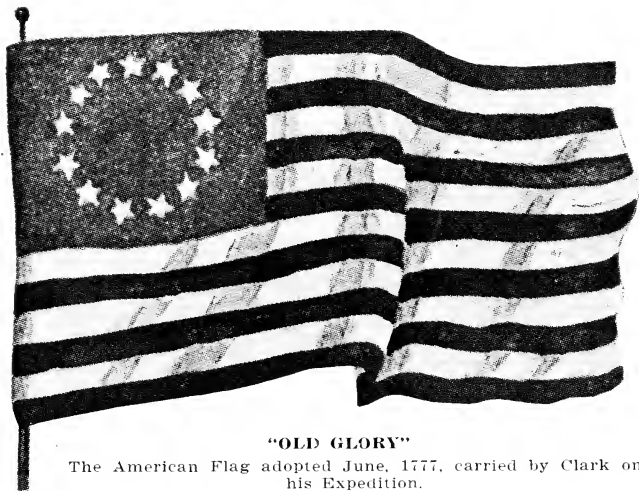 "OLD GLORY"
The American Flag adopted June, 1777, carried by Clark on
his Expedition.